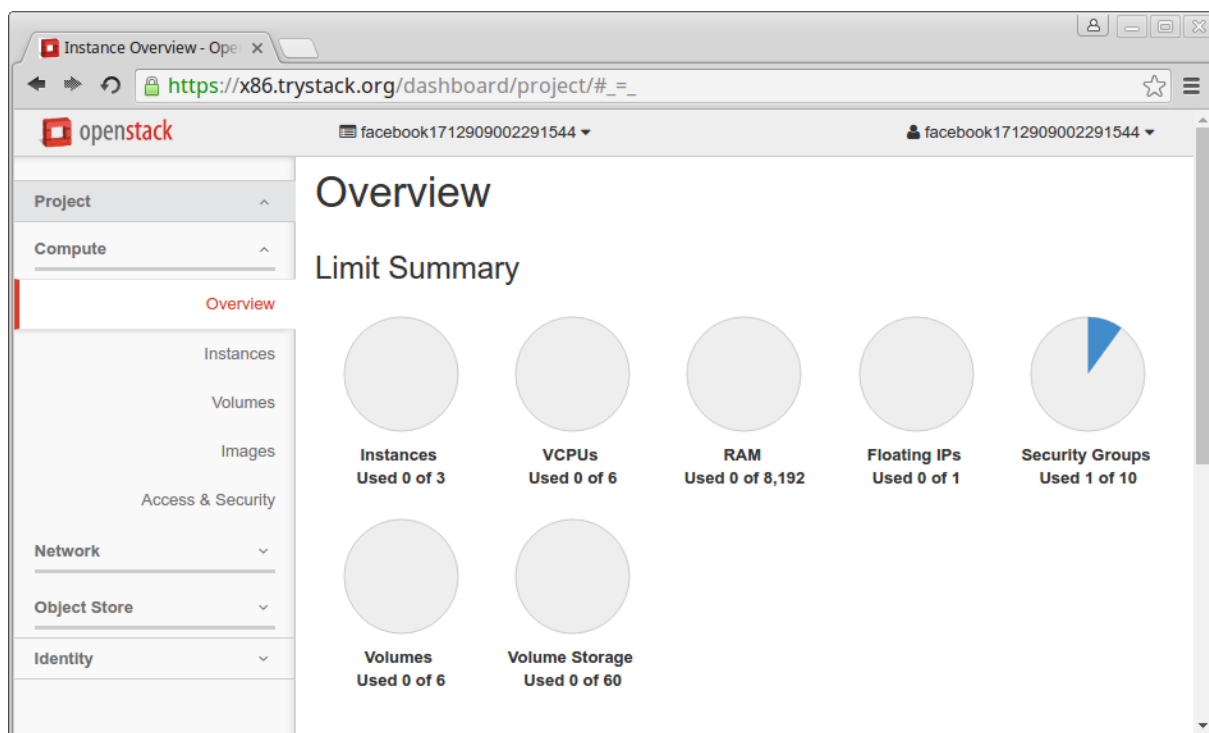 Instance Overview - Ope
https://x86.trystack.org/dashboard/project/#_=_
openstack
facebook1712909002291544
facebook1712909002291544
Project
Compute
Overview
Instances
Volumes
Images
Access & Security
Network
Object Store
Identity
Overview
Limit Summary
Instances
Used 0 of 3
VCPUs
Used 0 of 6
RAM
Used 0 of 8,192
Floating IPs
Used 0 of 1
Security Groups
Used 1 of 10
Volumes
Used 0 of 6
Volume Storage
Used 0 of 60